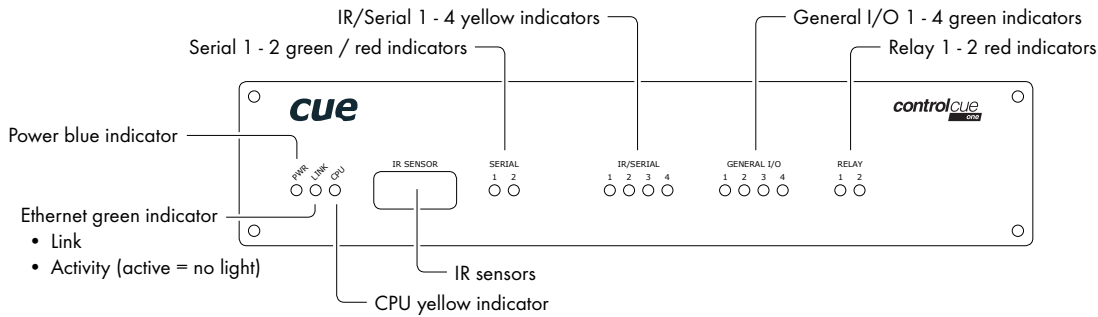 IR/Serial 1 - 4 yellow indicators
General I/O 1 - 4 green indicators
Serial 1 - 2 green / red indicators
Relay 1 - 2 red indicators
cue
controlcue
one
Power blue indicator
PWR
LINK
CPU
IR SENSOR
SERIAL
1 2
IR/SERIAL
1 2 3 4
GENERAL I/O
1 2 3 4
RELAY
1 2
Ethernet green indicator
• Link
• Activity (active = no light)
IR sensors
CPU yellow indicator